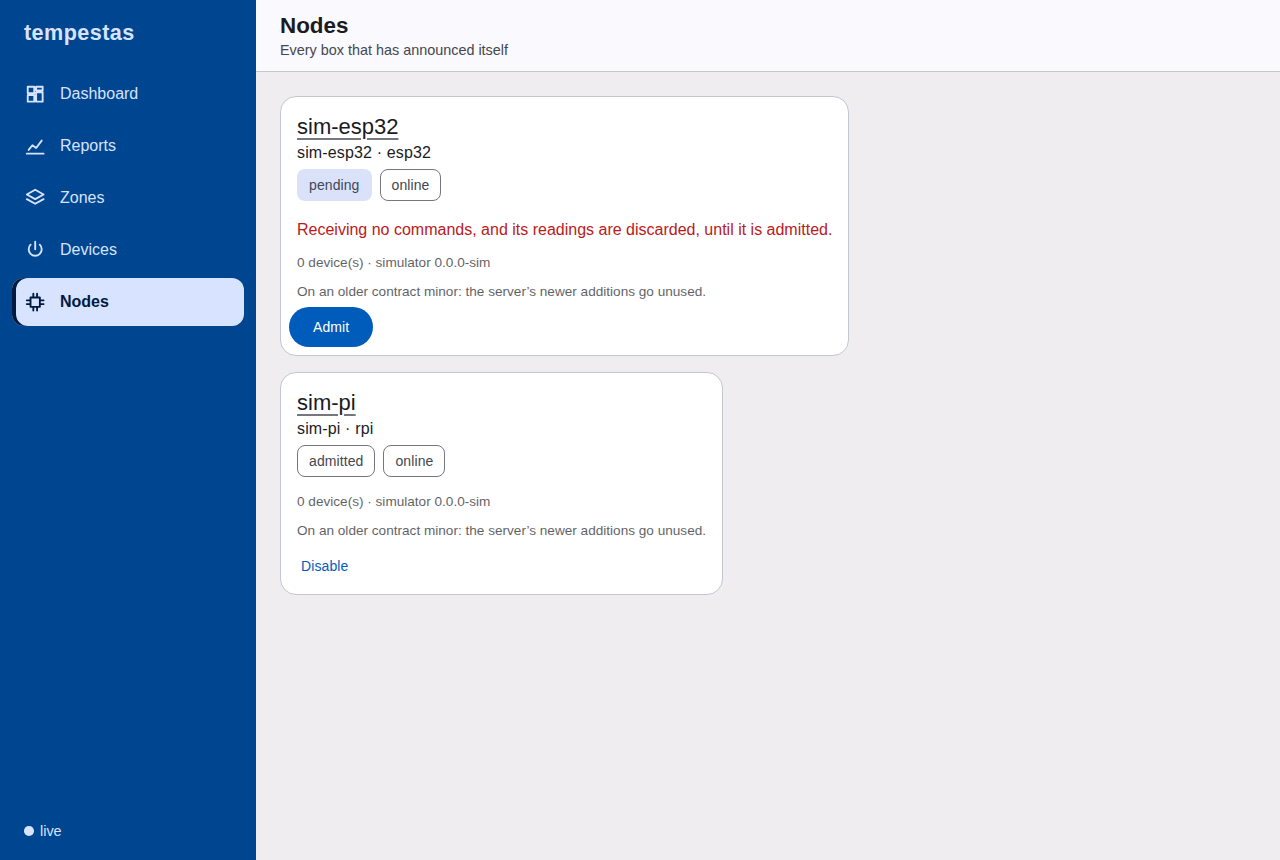 tempestas
Dashboard
Reports
Zones
Devices
Nodes
live
Nodes
Every box that has announced itself
sim-esp32
sim-esp32 · esp32
pending
online
Receiving no commands, and its readings are discarded, until it is admitted.
0 device(s) · simulator 0.0.0-sim
On an older contract minor: the server’s newer additions go unused.
Admit
sim-pi
sim-pi · rpi
admitted
online
0 device(s) · simulator 0.0.0-sim
On an older contract minor: the server’s newer additions go unused.
Disable